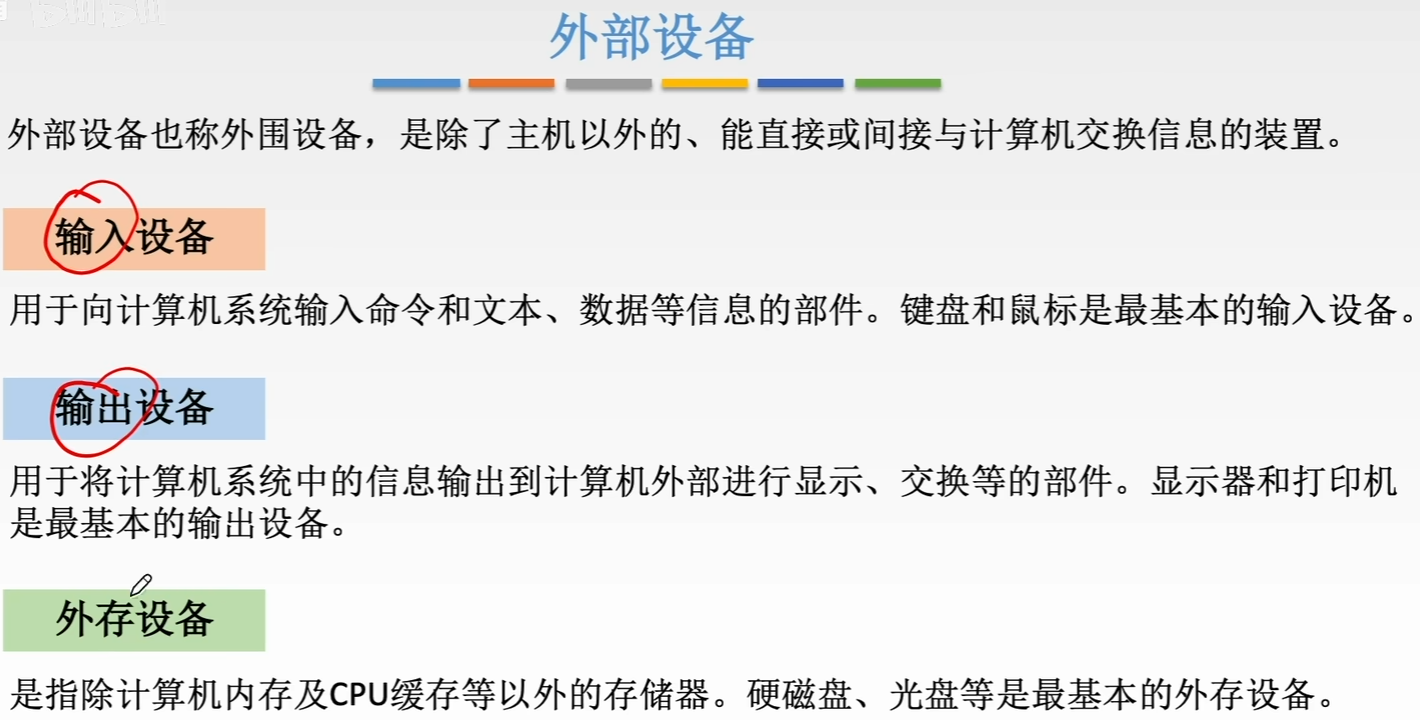 外部设备
外部设备也称外围设备，是除了主机以外的、能直接或间接与计算机交换信息的装置。
输入设备
用于向计算机系统输入命令和文本、数据等信息的部件。键盘和鼠标是最基本的输入设备。
输出设备
用于将计算机系统中的信息输出到计算机外部进行显示、交换等的部件。显示器和打印机
是最基本的输出设备。
外存设备
是指除计算机内存及CPU缓存等以外的存储器。硬磁盘、光盘等是最基本的外存设备。